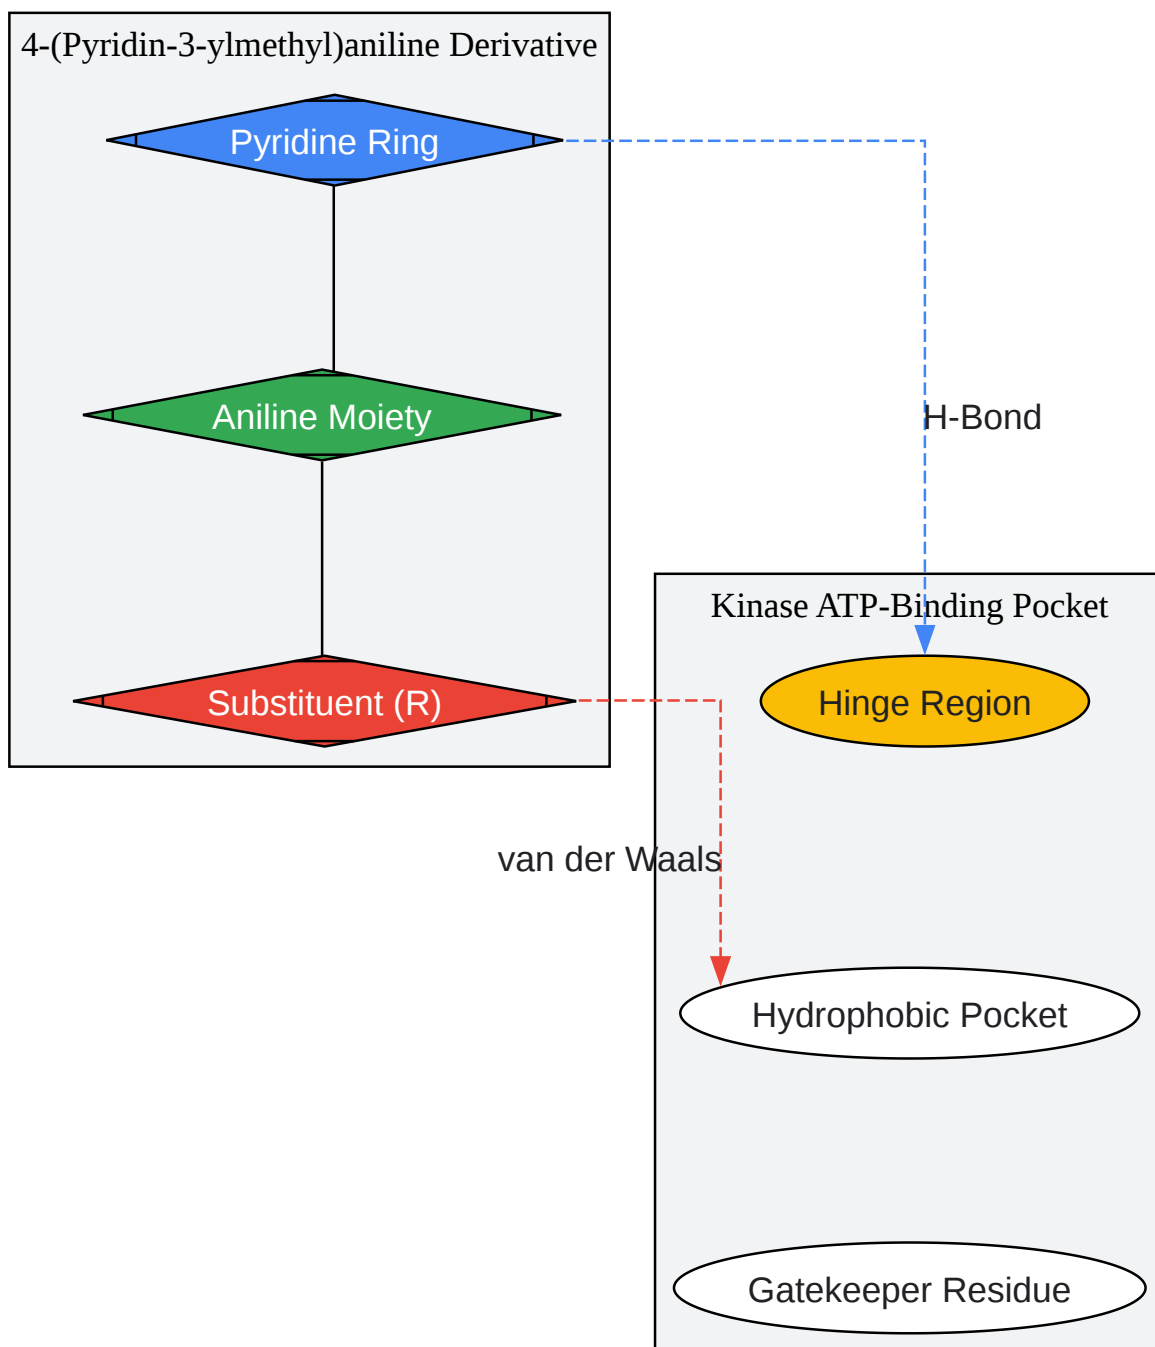 4-(Pyridin-3-ylmethyl)aniline Derivative
Pyridine Ring
Aniline Moiety
H-Bond
Kinase ATP-Binding Pocket
Substituent (R)
Hinge Region
van der Waals
Hydrophobic Pocket
Gatekeeper Residue